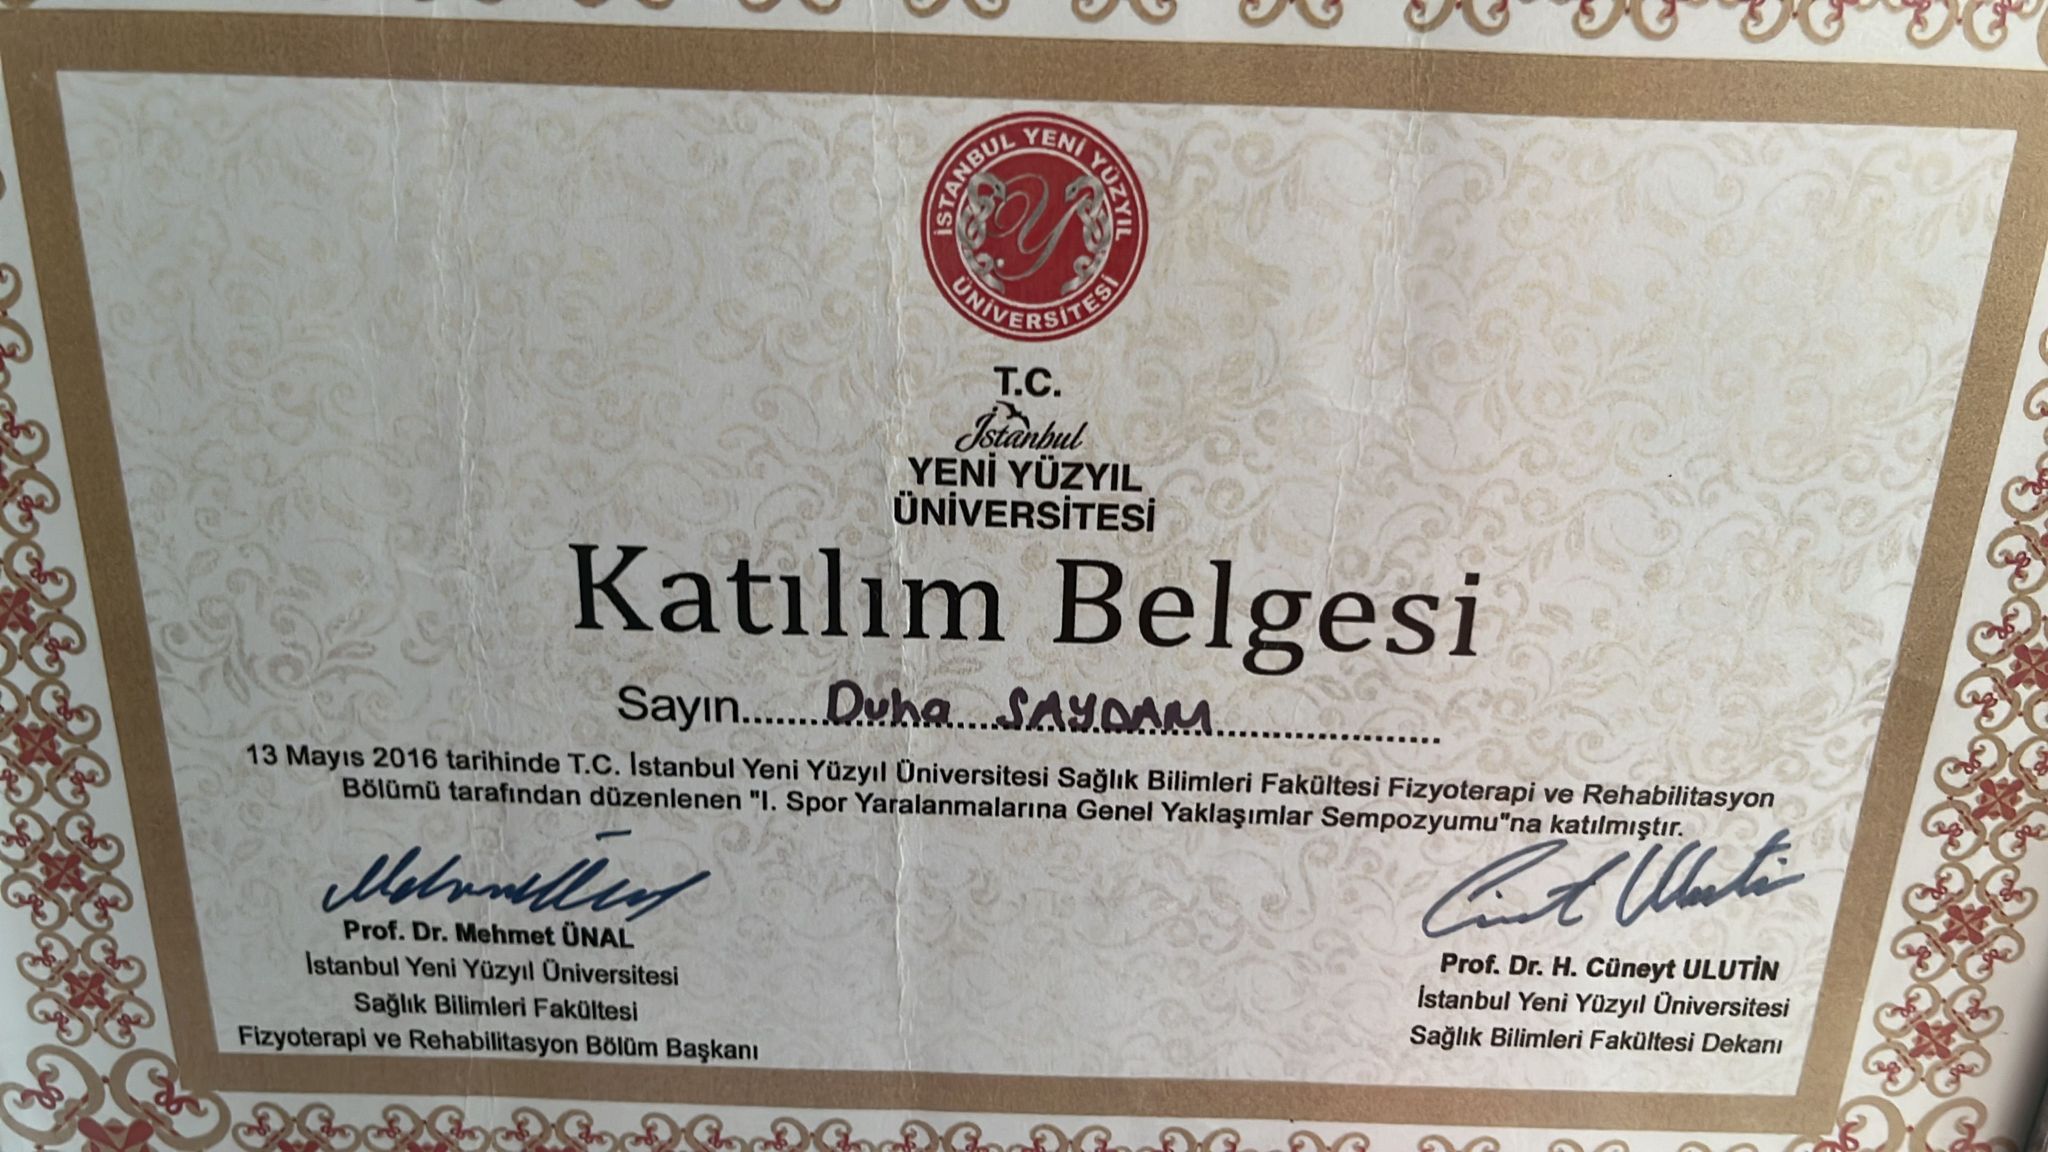 İSTANBUL YENİ YÜZYIL ÜNİVERSİTESİ
Y
T.C.
İstanbul
YENİ YÜZYIL
ÜNİVERSİTESİ
Katılım Belgesi
Sayın......Duha SAYDAM..................
13 Mayıs 2016 tarihinde T.C. İstanbul Yeni Yüzyıl Üniversitesi Sağlık Bilimleri Fakültesi Fizyoterapi ve Rehabilitasyon
Bölümü tarafından düzenlenen "I. Spor Yaralanmalarına Genel Yaklaşımlar Sempozyumu"na katılmıştır.
Prof. Dr. Mehmet ÜNAL
İstanbul Yeni Yüzyıl Üniversitesi
Sağlık Bilimleri Fakültesi
Fizyoterapi ve Rehabilitasyon Bölüm Başkanı
Prof. Dr. H. Cüneyt ULUTİN
İstanbul Yeni Yüzyıl Üniversitesi
Sağlık Bilimleri Fakültesi Dekanı